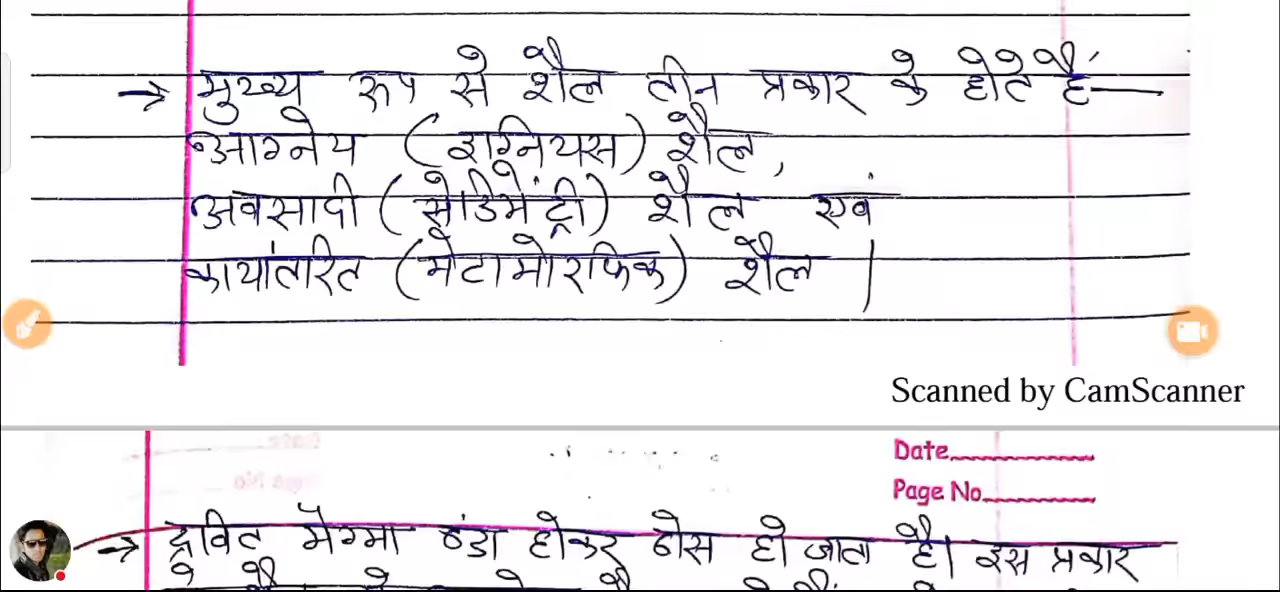 → मुख्य रूप से शैल तीन प्रकार के होते हैं—
आग्नेय (इग्नियस) शैल,
अवसादी (सेडिमेंट्री) शैल एवं
कायांतरित (मेटामोरफिक) शैल |
Scanned by CamScanner
Date
Page No.
→ द्रवित मैग्मा ठंडा होकर ठोस हो जाता है। इस प्रकार